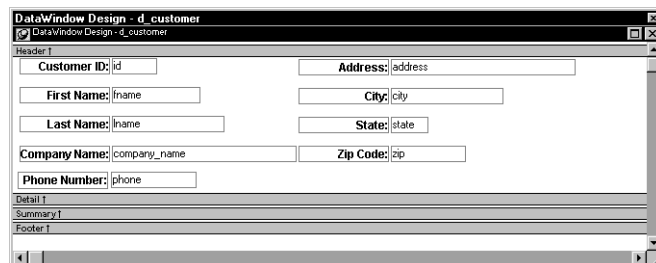 DataWindow Design - d_customer
DataWindow Design - d_customer
Header ↑
Customer ID: id Address: address
First Name: fname City: city
Last Name: lname State: state
Company Name: company_name Zip Code: zip
Phone Number: phone
Detail ↑
Summary ↑
Footer ↑